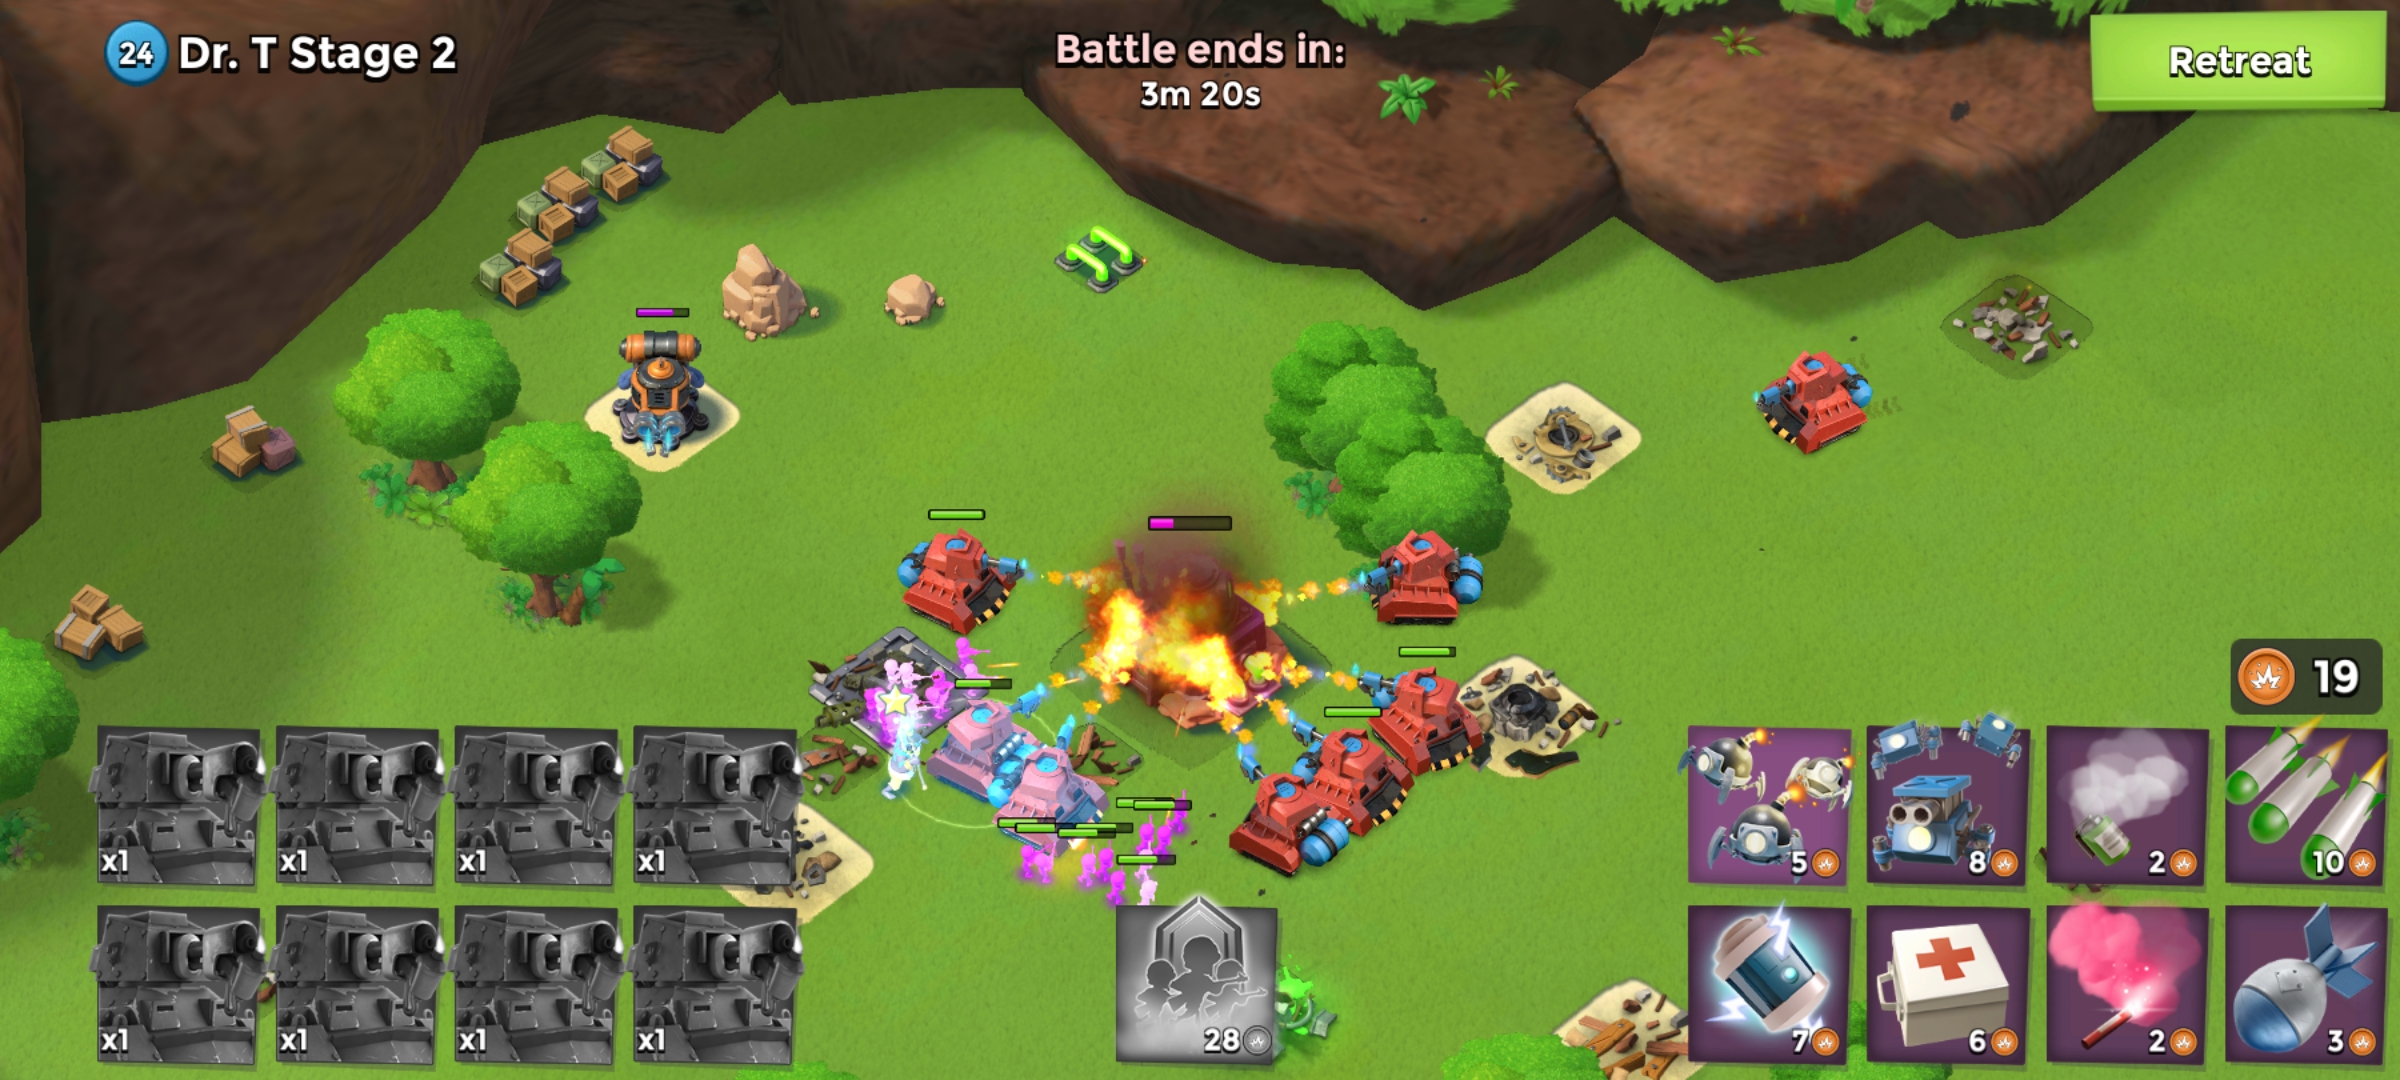 24 Dr. T Stage 2
Battle ends in:
3m 20s
Retreat
19
x1 x1 x1 x1
5 8 2 10
x1 x1 x1 x1
28
7 6 2 3